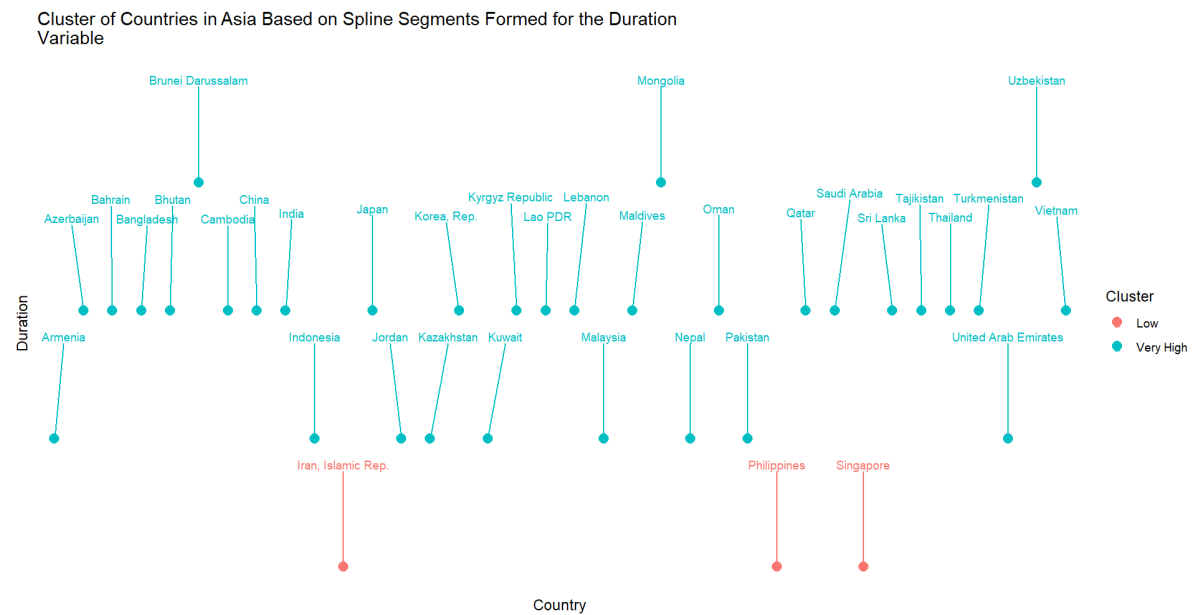 Cluster of Countries in Asia Based on Spline Segments Formed for the Duration
Variable
Brunei Darussalam
Mongolia
Uzbekistan
Bahrain
Bhutan
China
Kyrgyz Republic
Lebanon
Saudi Arabia
Tajikistan
Turkmenistan
Azerbaijan
Bangladesh
Cambodia
India
Japan
Korea, Rep.
Lao PDR
Maldives
Oman
Qatar
Sri Lanka
Thailand
Vietnam
Armenia
Indonesia
Jordan
Kazakhstan
Kuwait
Malaysia
Nepal
Pakistan
United Arab Emirates
Iran, Islamic Rep.
Philippines
Singapore
Duration
Country
Cluster
Low
Very High